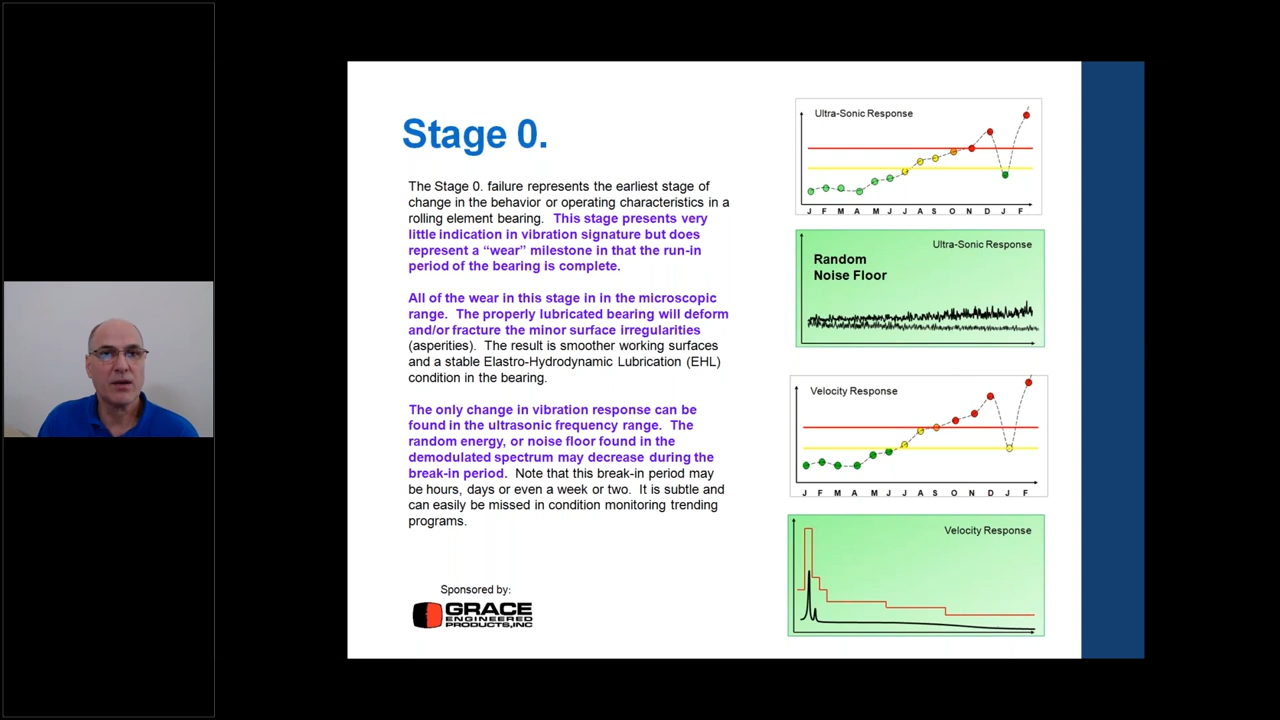 Stage 0.
The Stage 0. failure represents the earliest stage of
change in the behavior or operating characteristics in a
rolling element bearing. This stage presents very
little indication in vibration signature but does
represent a “wear” milestone in that the run-in
period of the bearing is complete.
All of the wear in this stage in in the microscopic
range. The properly lubricated bearing will deform
and/or fracture the minor surface irregularities
(asperities). The result is smoother working surfaces
and a stable Elastro-Hydrodynamic Lubrication (EHL)
condition in the bearing.
The only change in vibration response can be
found in the ultrasonic frequency range. The
random energy, or noise floor found in the
demodulated spectrum may decrease during the
break-in period. Note that this break-in period may
be hours, days or even a week or two. It is subtle and
can easily be missed in condition monitoring trending
programs.
Sponsored by:
GRACE
ENGINEERED
PRODUCTS,INC
Ultra-Sonic Response
J F M A M J J A S O N D J F
Ultra-Sonic Response
Random
Noise Floor
Velocity Response
J F M A M J J A S O N D J F
Velocity Response